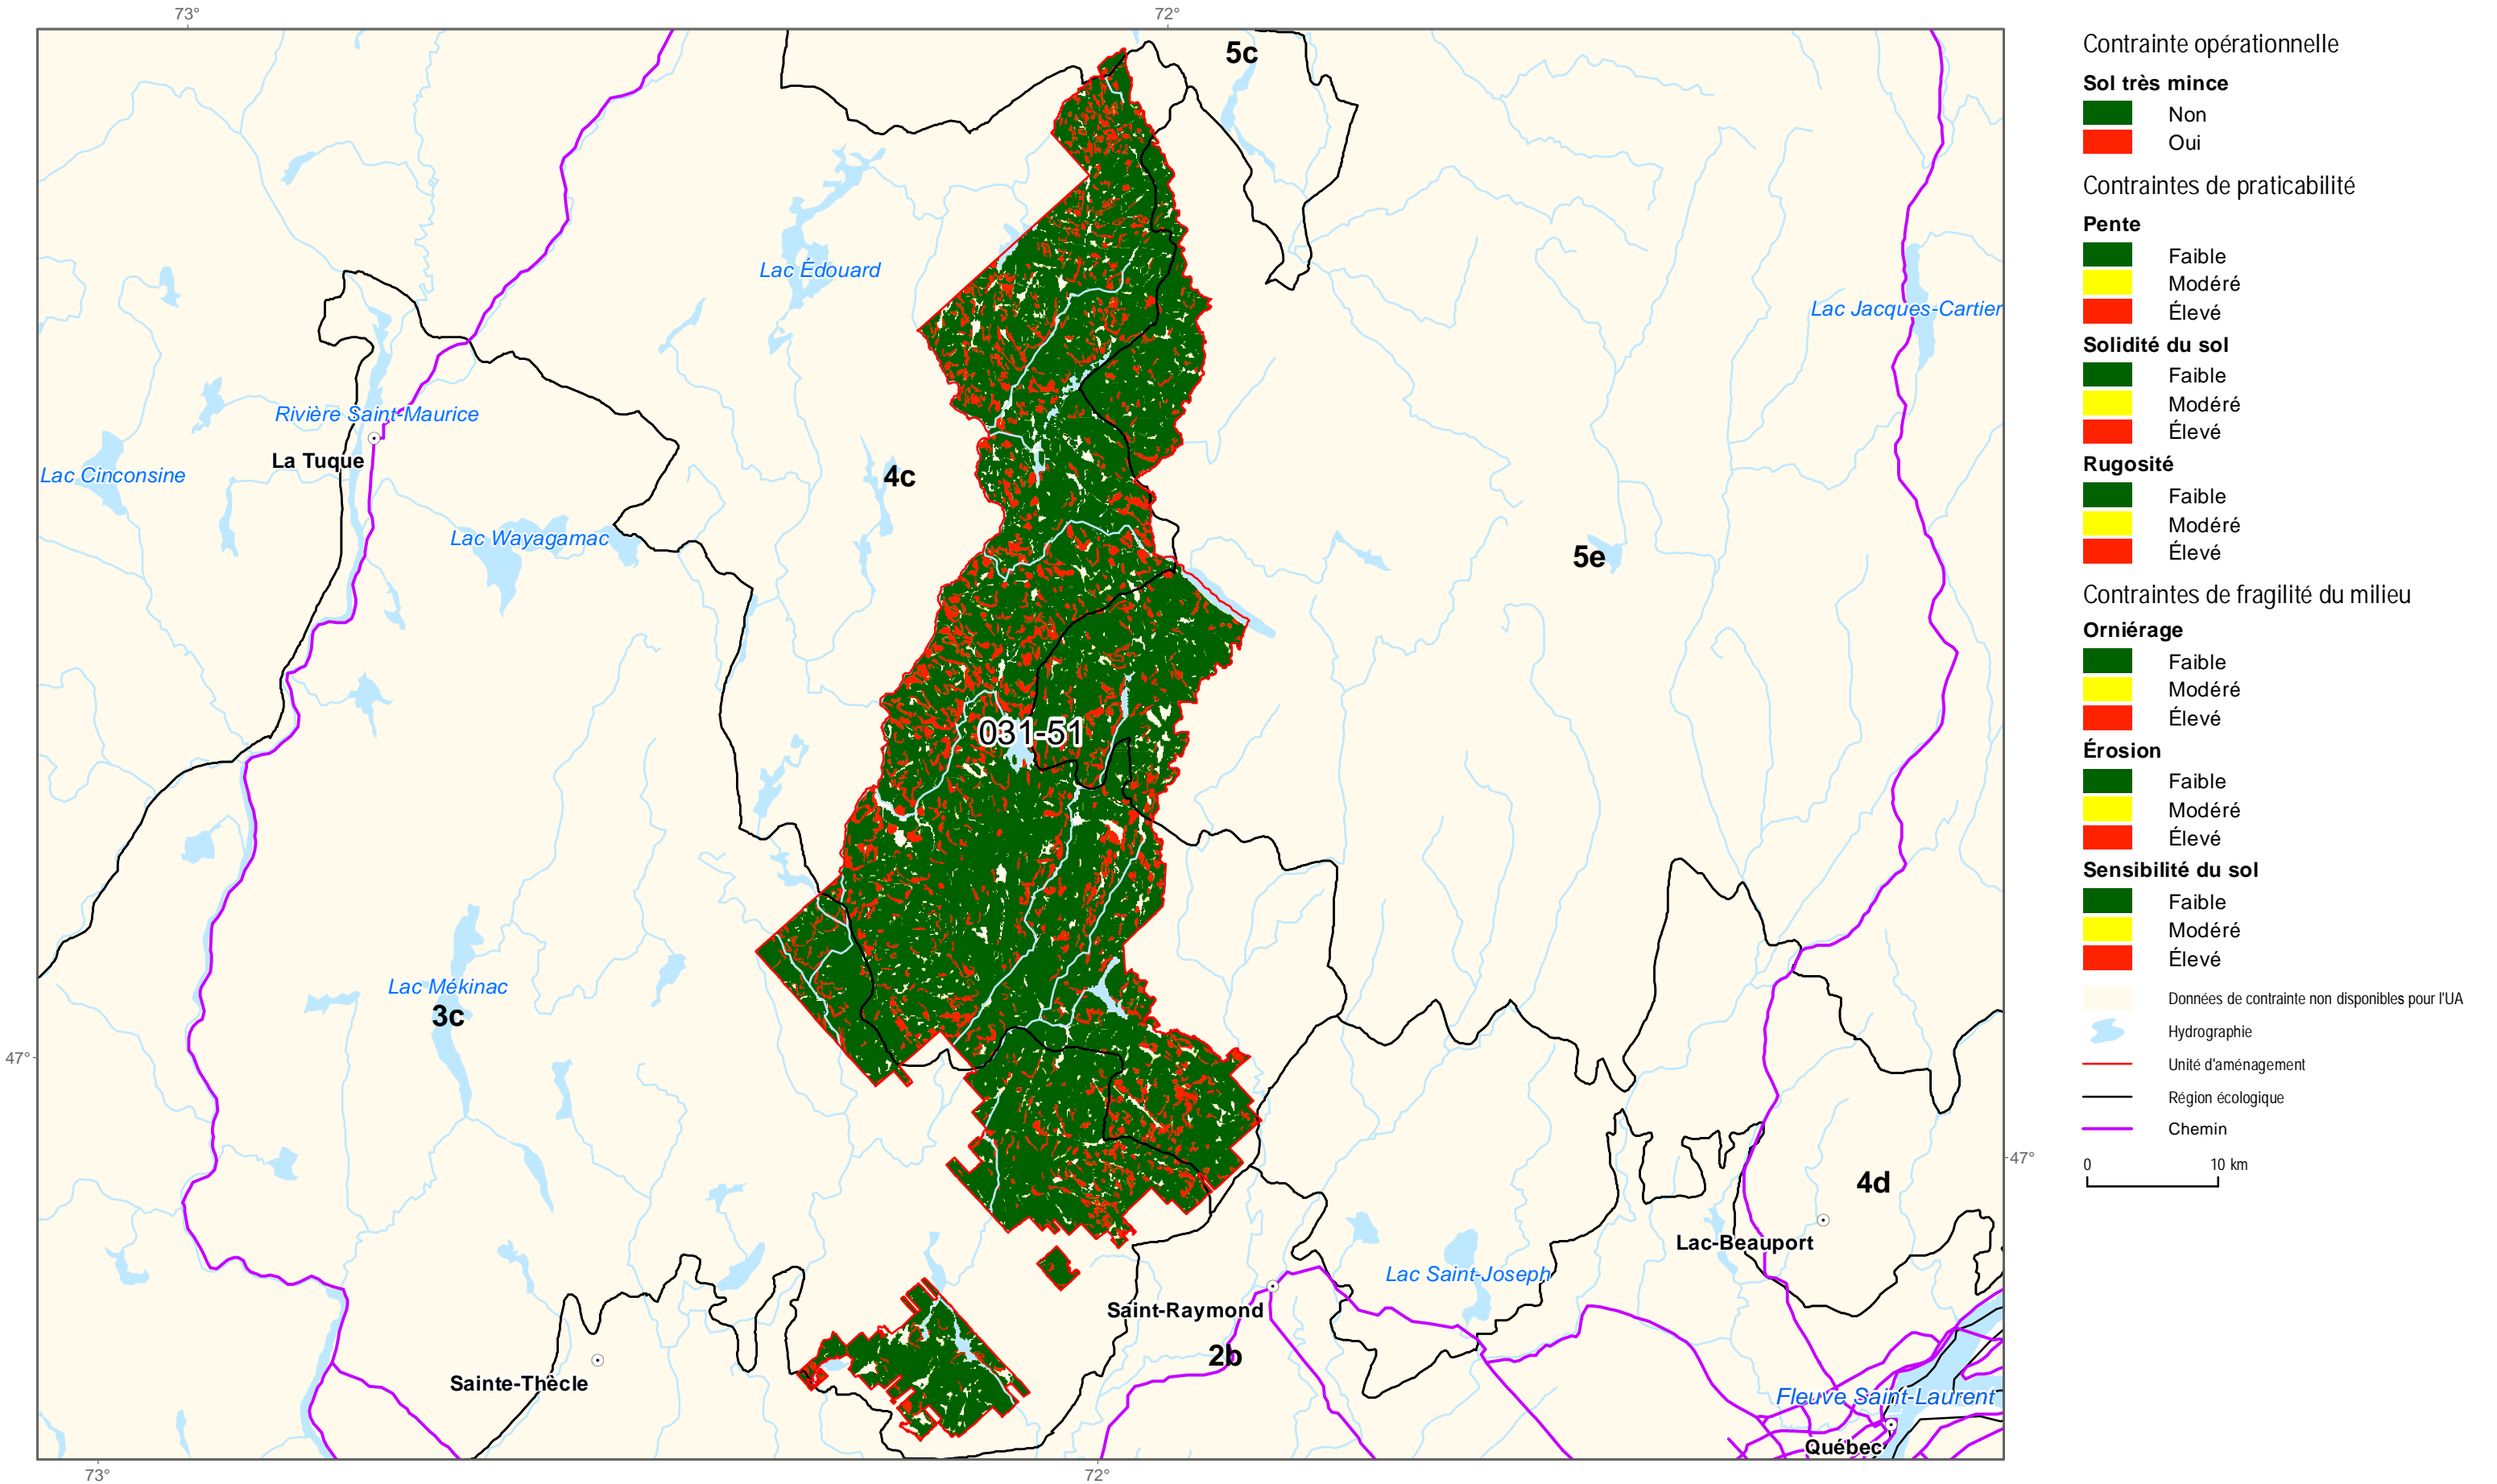 73°
72°
5c
Lac Édouard
Lac Jacques-Cartier
Rivière Saint-Maurice
La Tuque
Lac Cinconsine
4c
Lac Wayagamac
5e
031-51
Lac Mékinac
3c
47°
47°
4d
Lac-Beauport
Lac Saint-Joseph
Saint-Raymond
2b
Sainte-Thècle
Fleuve Saint-Laurent
Québec
73°
72°
Contrainte opérationnelle
Sol très mince
Non
Oui
Contraintes de praticabilité
Pente
Faible
Modéré
Élevé
Solidité du sol
Faible
Modéré
Élevé
Rugosité
Faible
Modéré
Élevé
Contraintes de fragilité du milieu
Orniérage
Faible
Modéré
Élevé
Érosion
Faible
Modéré
Élevé
Sensibilité du sol
Faible
Modéré
Élevé
Données de contrainte non disponibles pour l'UA
Hydrographie
Unité d'aménagement
Région écologique
Chemin
0 10 km